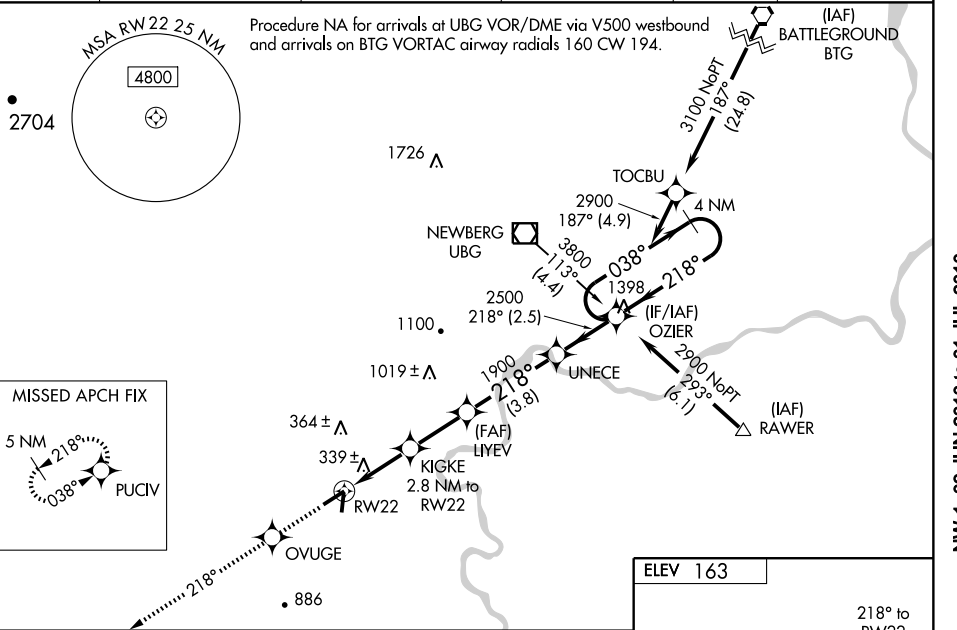 Procedure NA for arrivals at UBG VOR/DME via V500 westbound
and arrivals on BTG VORTAC airway radials 160 CW 194.
MSA RW22 25 NM
4800
2704
(IAF)
BATTLEGROUND
BTG
3100 NoPT
187°
(24.8)
1726
TOCBU
2900
187° (4.9)
4 NM
NEWBERG
UBG
3800
113°
(4.4)
038°
218°
1398
2500
218° (2.5)
(IF/IAF)
OZIER
1100
1019 ±
1900
218°
(3.8)
UNECE
2900 NoPT
293°
(6.1)
(IAF)
RAWER
MISSED APCH FIX
5 NM
218°
038°
PUCIV
364 ±
(FAF)
LIYEV
339 ±
KIGKE
2.8 NM to
RW22
RW22
OVUGE
218°
886
ELEV 163
218° to